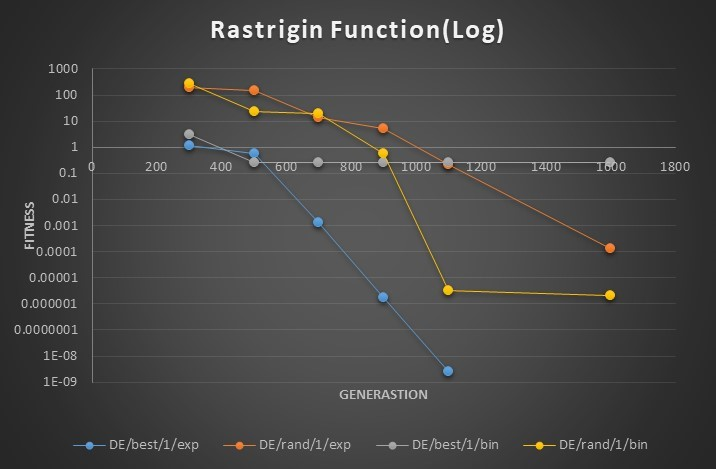 Rastrigin Function(Log)
1000
100
10
1
0 200 400 600 800 1000 1200 1400 1600 1800
0.1
0.01
0.001
0.0001
0.00001
0.000001
0.0000001
1E-08
1E-09
FITNESS
GENERASTION
DE/best/1/exp DE/rand/1/exp DE/best/1/bin DE/rand/1/bin